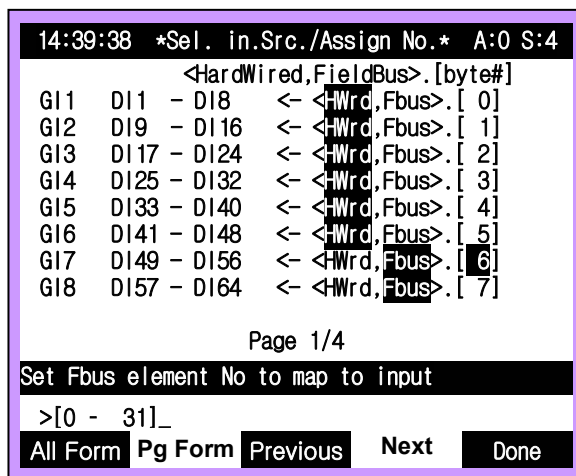 14:39:38 *Sel. in.Src./Assign No.* A:0 S:4
<HardWired,FieldBus>.[byte#]
GI1 DI1 - DI8 <- <HWrd,Fbus>.[ 0]
GI2 DI9 - DI16 <- <HWrd,Fbus>.[ 1]
GI3 DI17 - DI24 <- <HWrd,Fbus>.[ 2]
GI4 DI25 - DI32 <- <HWrd,Fbus>.[ 3]
GI5 DI33 - DI40 <- <HWrd,Fbus>.[ 4]
GI6 DI41 - DI48 <- <HWrd,Fbus>.[ 5]
GI7 DI49 - DI56 <- <HWrd,Fbus>.[ 6]
GI8 DI57 - DI64 <- <HWrd,Fbus>.[ 7]
Page 1/4
Set Fbus element No to map to input
>[0 - 31]_
All Form Pg Form Previous Next Done